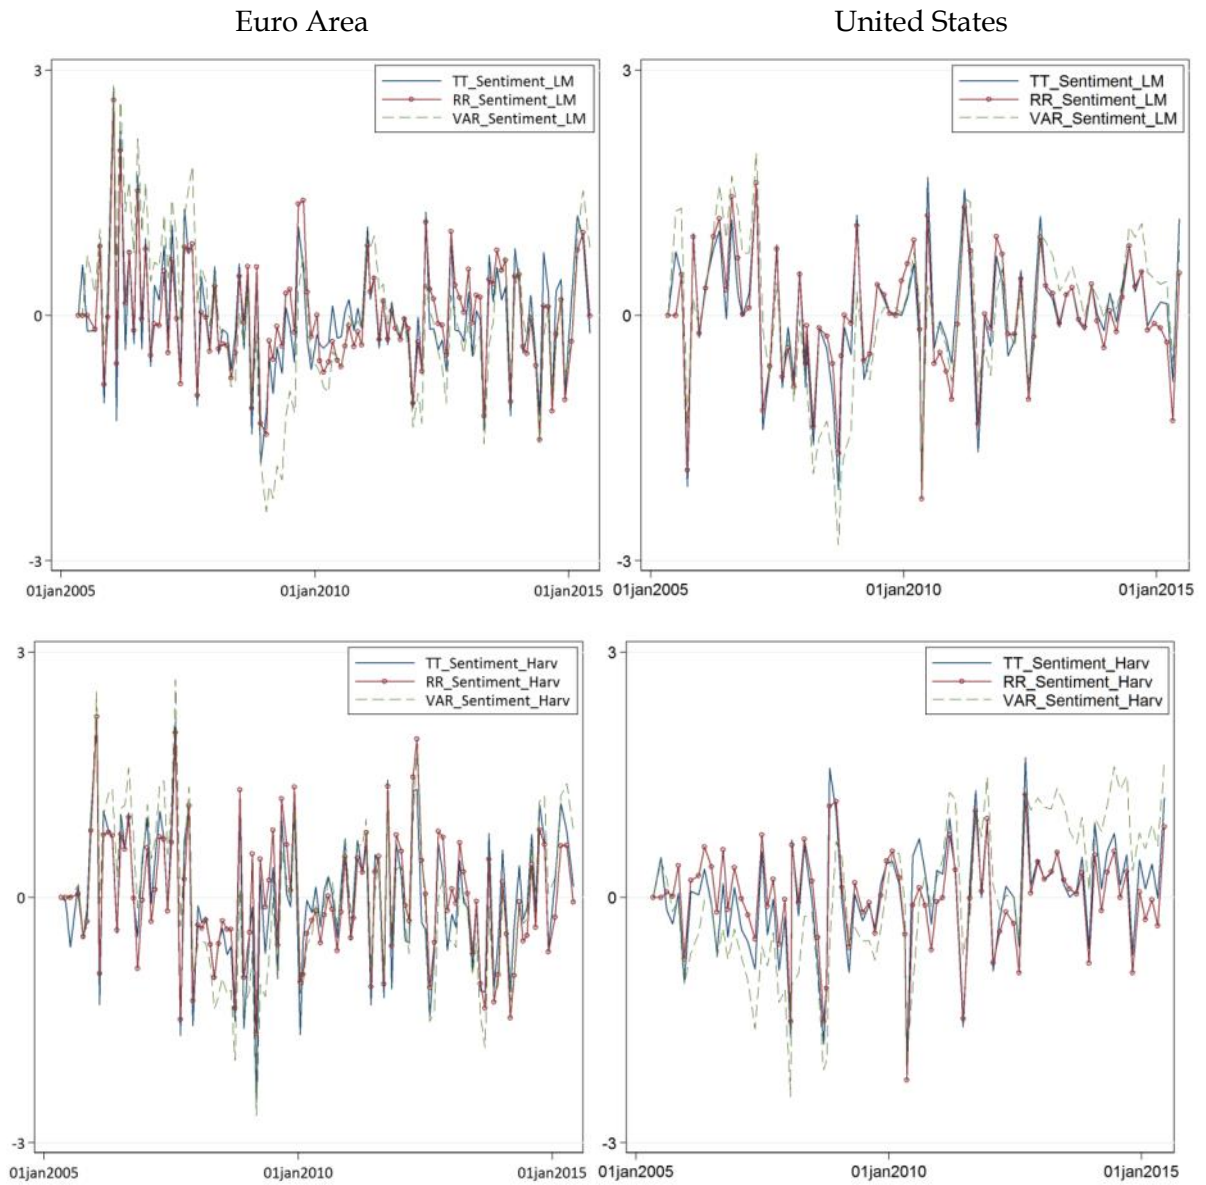 Euro Area
United States
3
TT_Sentiment_LM
RR_Sentiment_LM
VAR_Sentiment_LM
0
-3
01jan2005
01jan2010
01jan2015
3
TT_Sentiment_LM
RR_Sentiment_LM
VAR_Sentiment_LM
0
-3
01jan2005
01jan2010
01jan2015
3
TT_Sentiment_Harv
RR_Sentiment_Harv
VAR_Sentiment_Harv
0
-3
01jan2005
01jan2010
01jan2015
3
TT_Sentiment_Harv
RR_Sentiment_Harv
VAR_Sentiment_Harv
0
-3
01jan2005
01jan2010
01jan2015